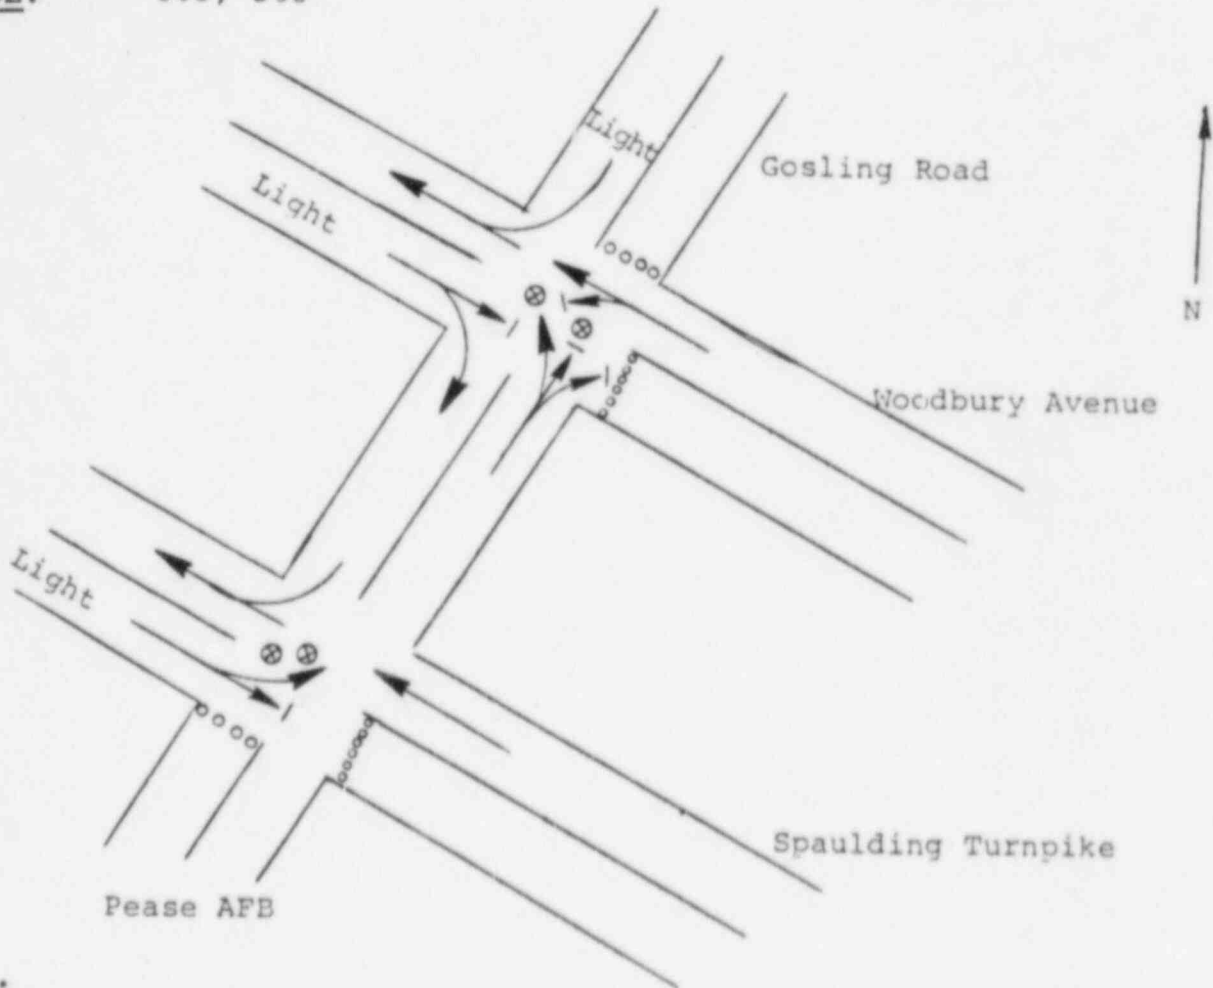 Light
Gosling Road
Light
N
Woodbury Avenue
Light
Spaulding Turnpike
Pease AFB